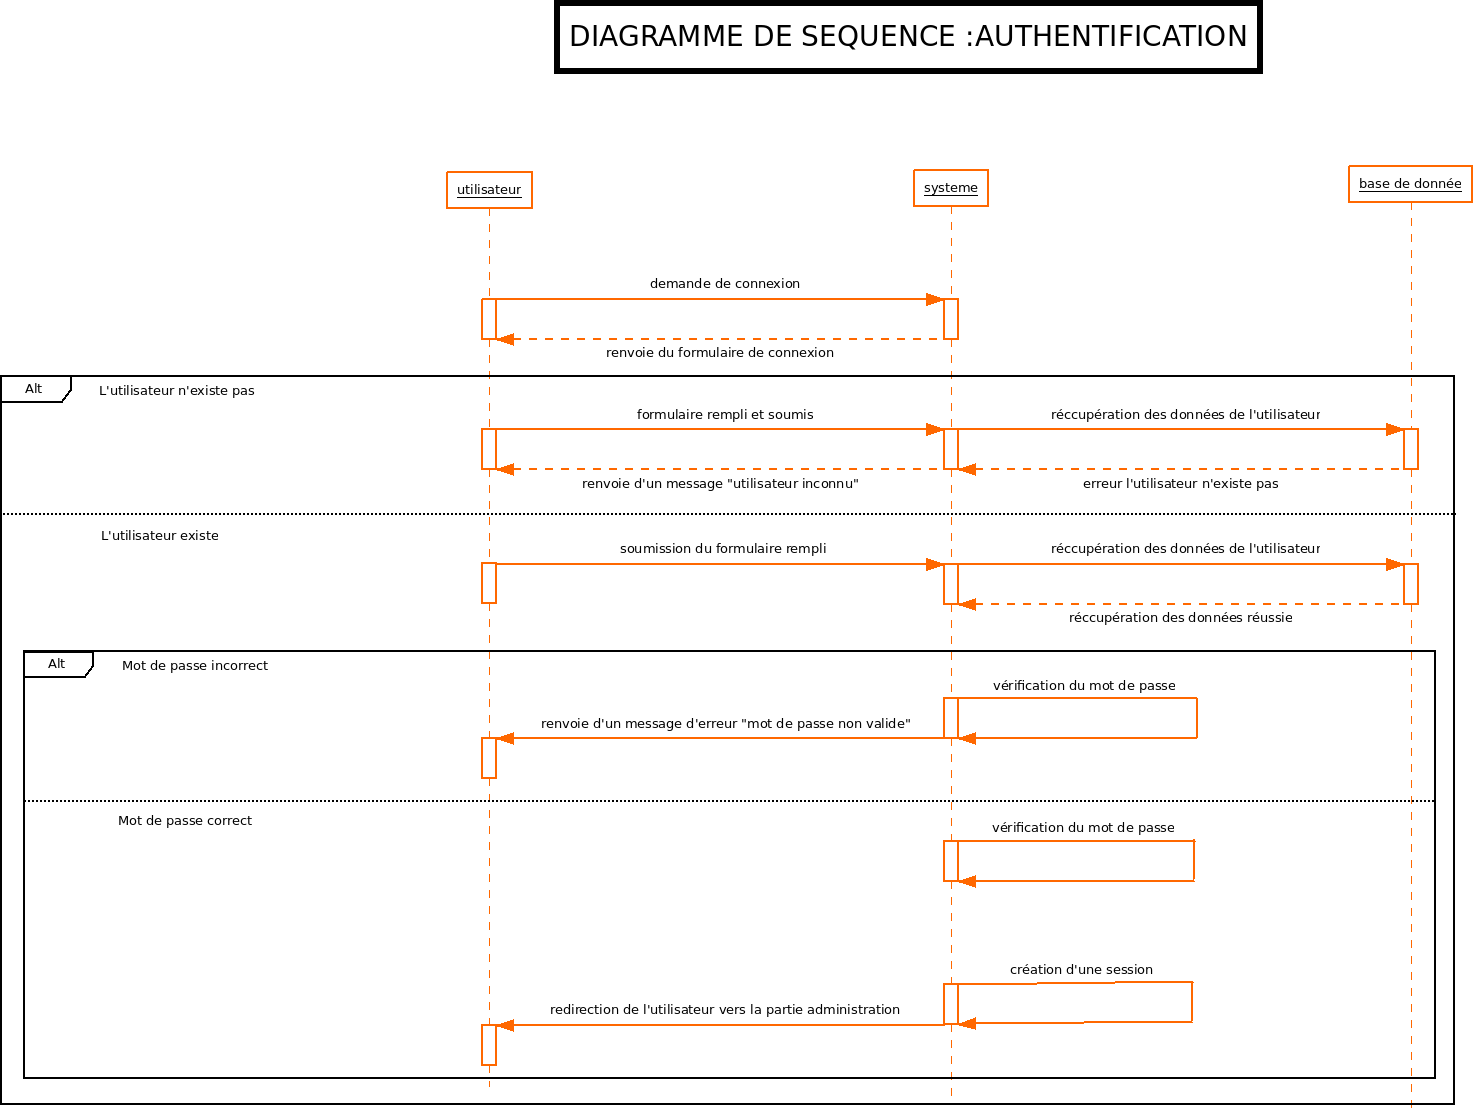 DIAGRAMME DE SEQUENCE :AUTHENTIFICATION
utilisateur
systeme
base de donnée
demande de connexion
renvoie du formulaire de connexion
Alt
L'utilisateur n'existe pas
formulaire rempli et soumis
réccupération des données de l'utilisateur
renvoie d'un message "utilisateur inconnu"
erreur l'utilisateur n'existe pas
L'utilisateur existe
soumission du formulaire rempli
réccupération des données de l'utilisateur
réccupération des données réussie
Alt
Mot de passe incorrect
vérification du mot de passe
renvoie d'un message d'erreur "mot de passe non valide"
Mot de passe correct
vérification du mot de passe
création d'une session
redirection de l'utilisateur vers la partie administration